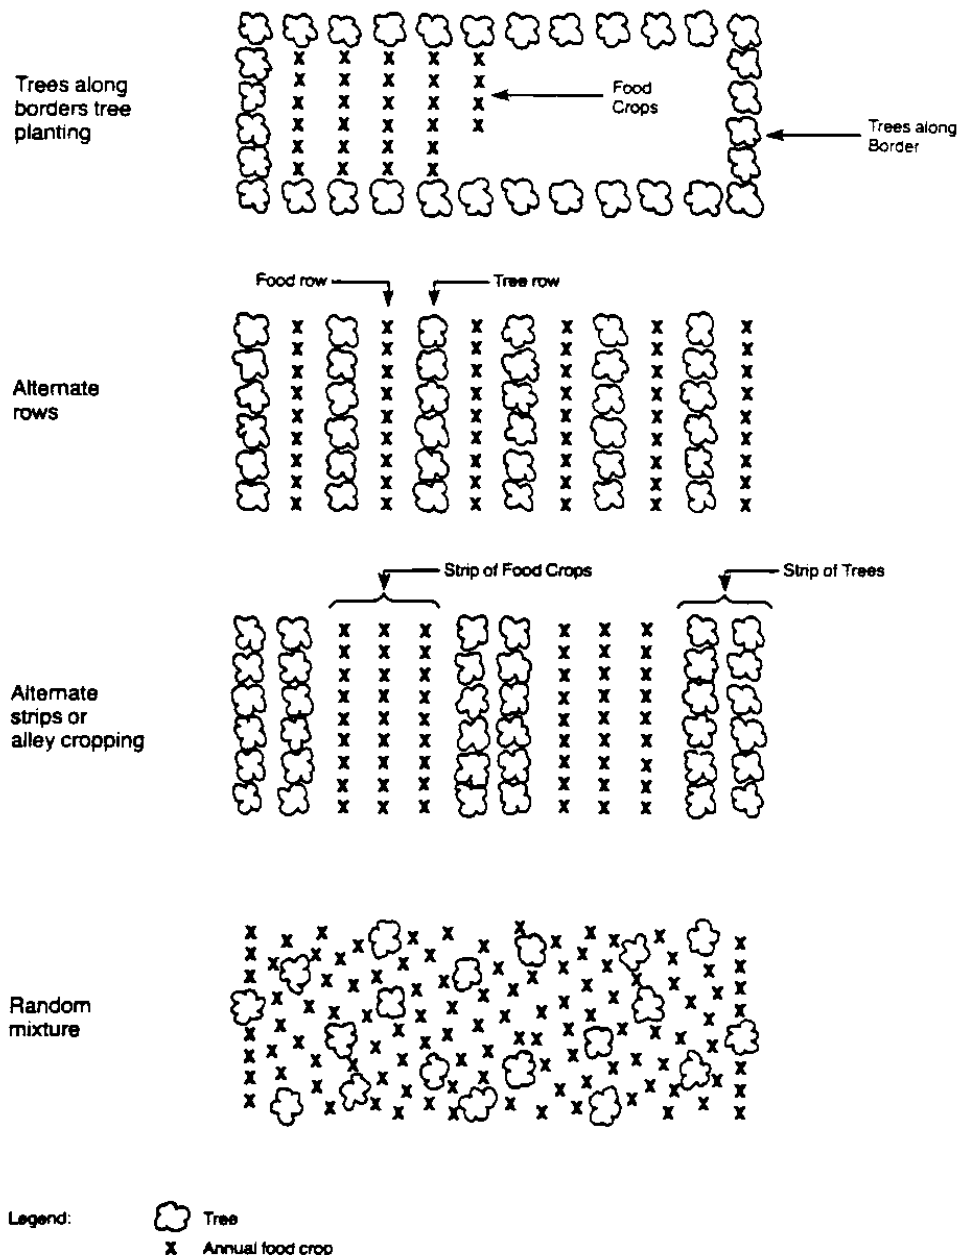 Trees along
borders tree
planting
Food
Crops
Trees along
Border
Food row
Tree row
Alternate
rows
Strip of Food Crops
Strip of Trees
Alternate
strips or
alley cropping
Random
mixture
Legend:
Tree
X Annual food crop